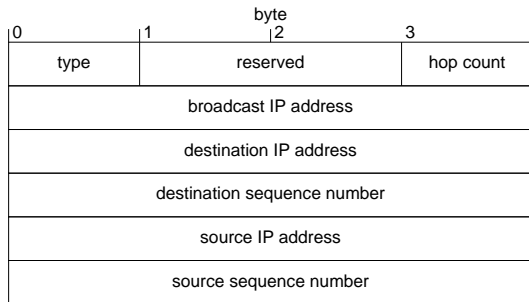 byte
0 1 2 3
type reserved hop count
broadcast IP address
destination IP address
destination sequence number
source IP address
source sequence number